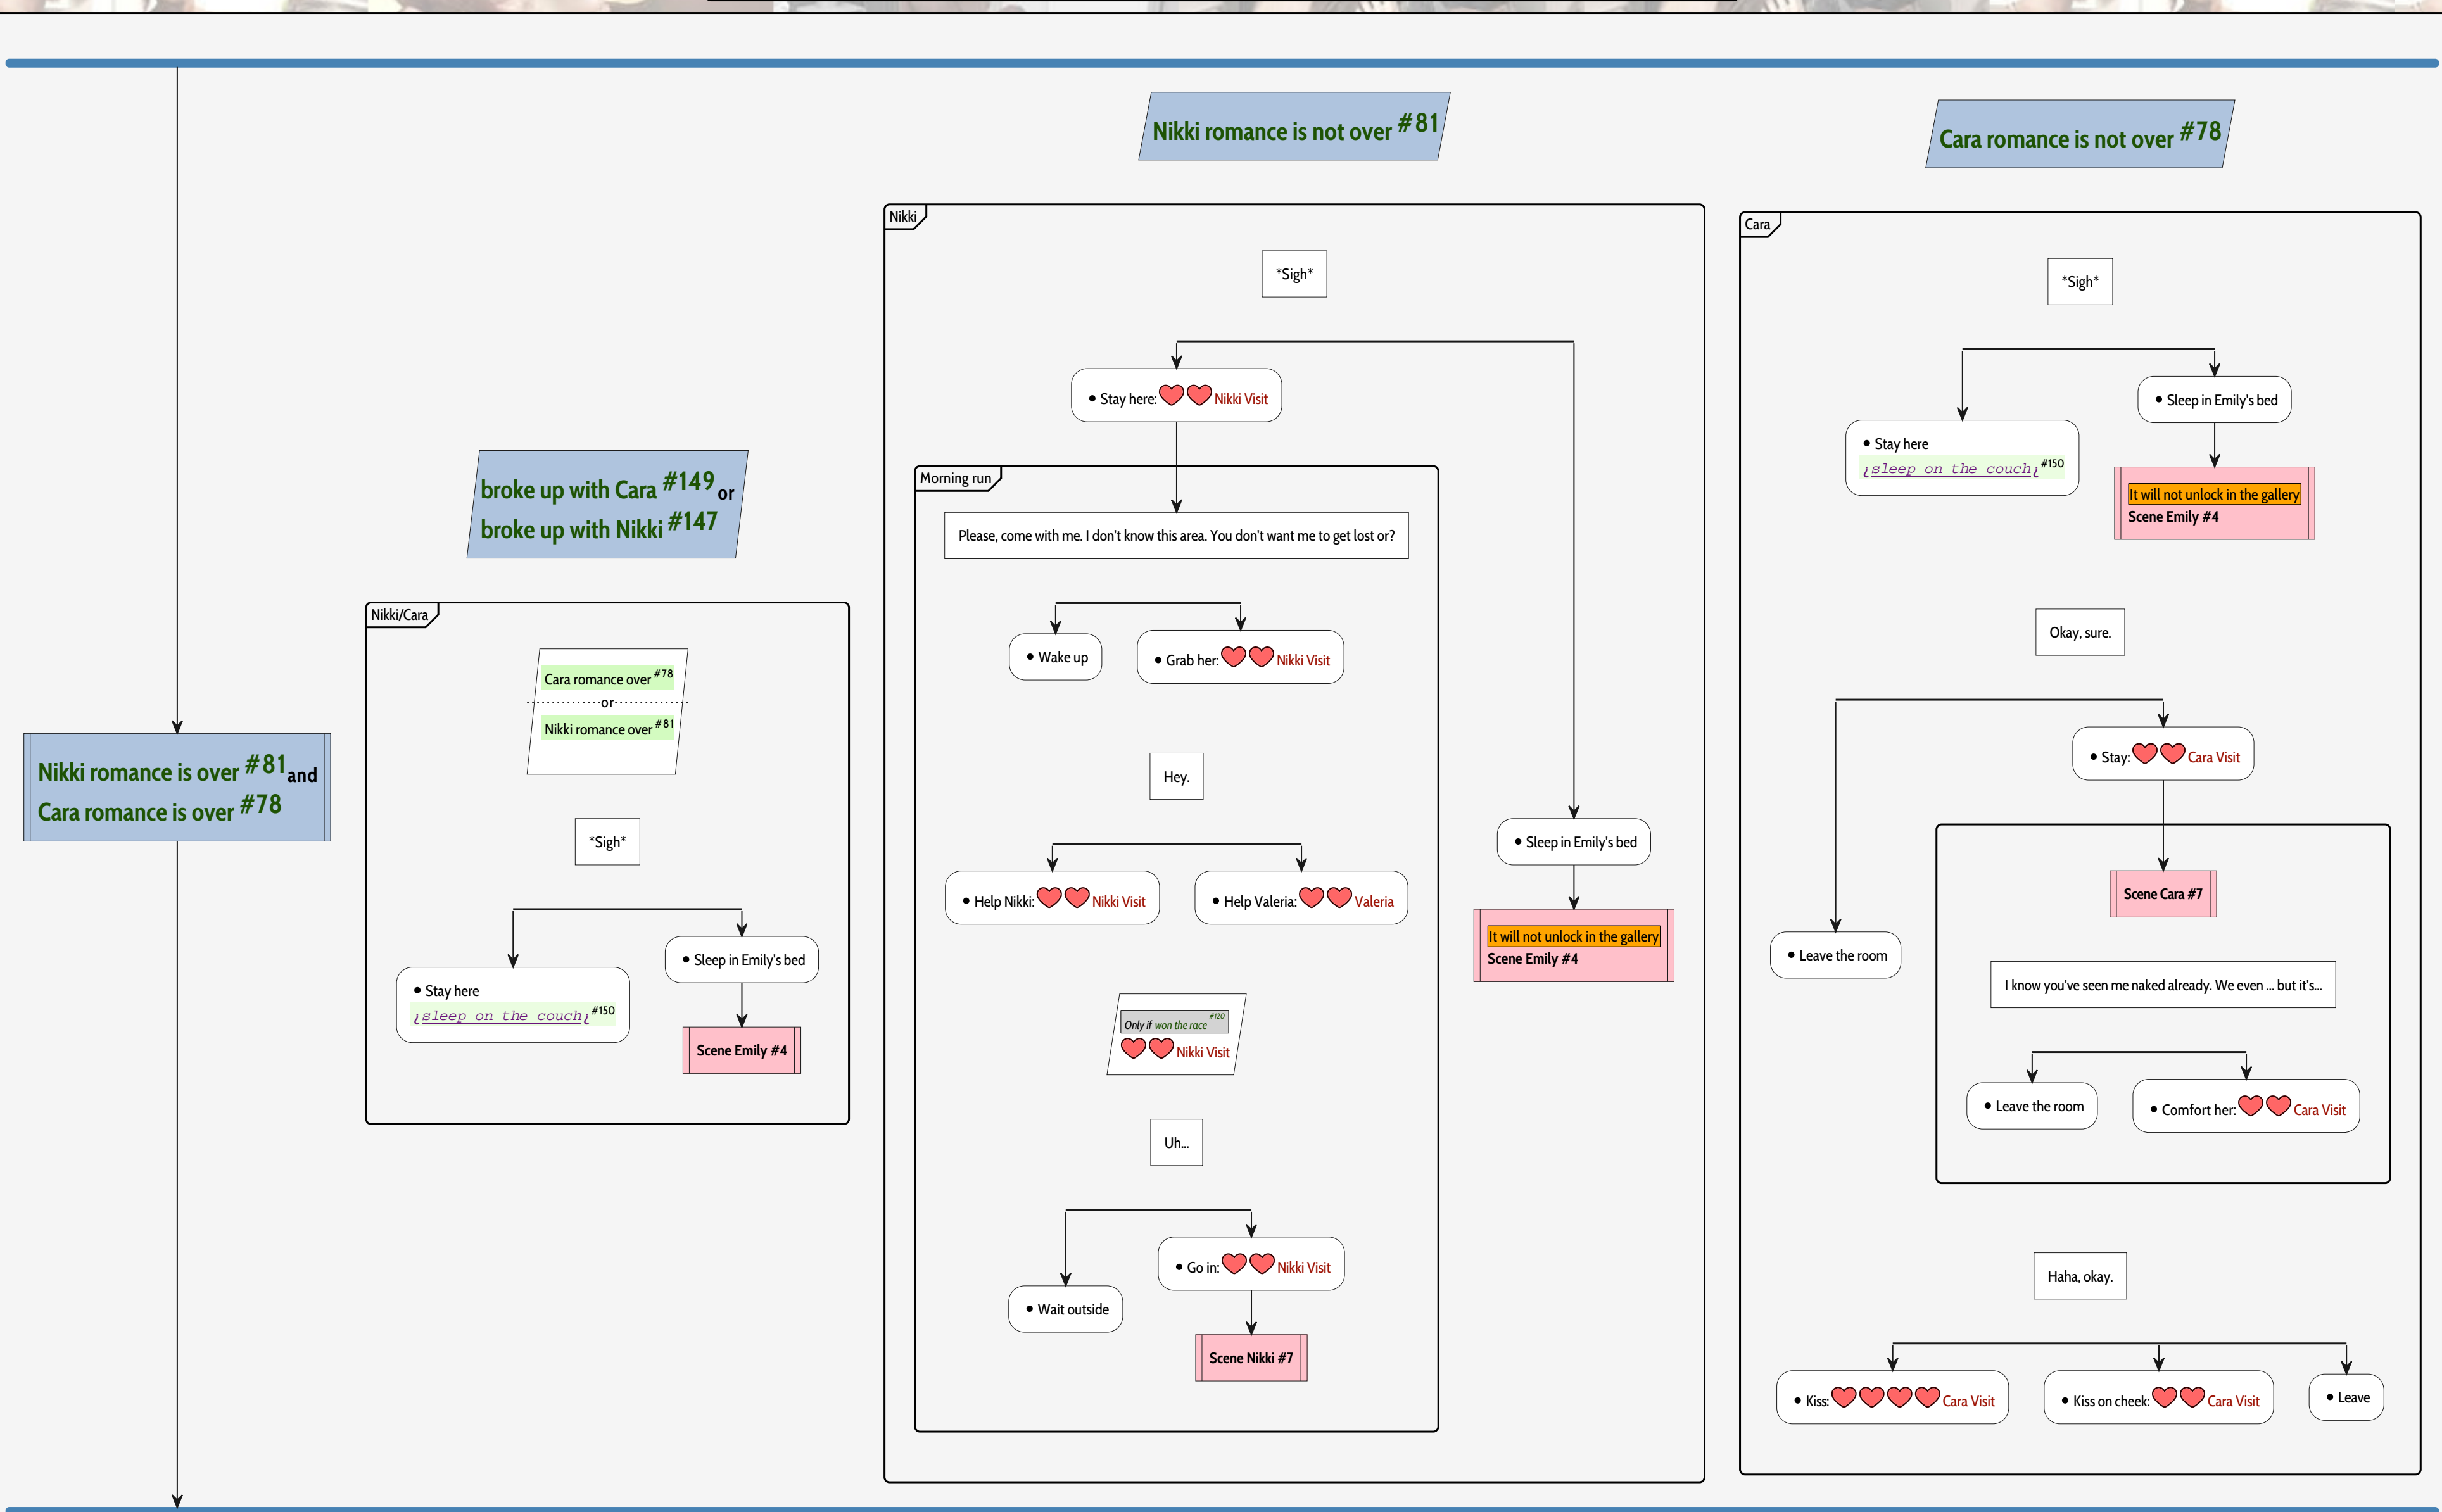 Nikki romance is over #81 and
Cara romance is over #78
broke up with Cara #149 or
broke up with Nikki #147
Nikki/Cara
Cara romance over #78
or
Nikki romance over #81
*Sigh*
• Stay here
¿sleep on the couch¿ #150
• Sleep in Emily's bed
Scene Emily #4
Nikki romance is not over #81
Nikki
*Sigh*
• Stay here: Nikki Visit
Morning run
Please, come with me. I don't know this area. You don't want me to get lost or?
• Wake up
• Grab her: Nikki Visit
Hey.
• Help Nikki: Nikki Visit
• Help Valeria: Valeria
Only if won the race #120
Nikki Visit
Uh...
• Wait outside
• Go in: Nikki Visit
Scene Nikki #7
• Sleep in Emily's bed
It will not unlock in the gallery
Scene Emily #4
Cara romance is not over #78
Cara
*Sigh*
• Stay here
¿sleep on the couch¿ #150
• Sleep in Emily's bed
It will not unlock in the gallery
Scene Emily #4
Okay, sure.
• Leave the room
• Stay: Cara Visit
Scene Cara #7
I know you've seen me naked already. We even ... but it's...
• Leave the room
• Comfort her: Cara Visit
Haha, okay.
• Kiss: Cara Visit
• Kiss on cheek: Cara Visit
• Leave